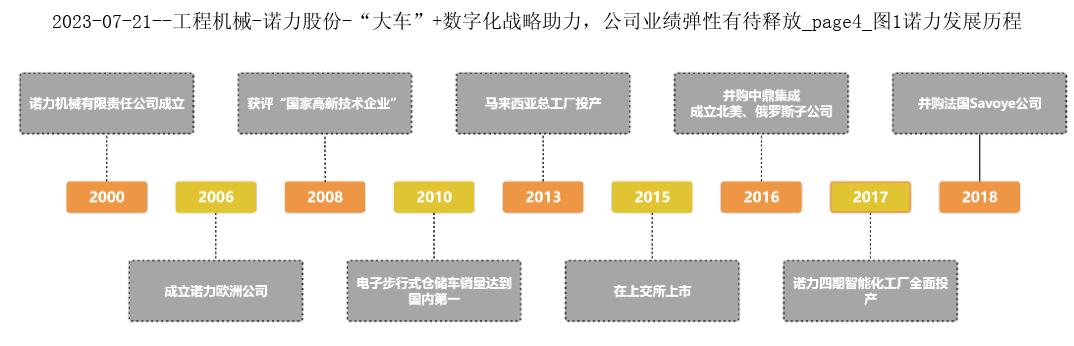 2023-07-21--工程机械-诺力股份-“大车”+数字化战略助力，公司业绩弹性有待释放_page4_图1诺力发展历程
诺力机械有限责任公司成立
获评“国家高新技术企业”
马来西亚总工厂投产
并购中鼎集成
成立北美、俄罗斯子公司
并购法国Savoye公司
2000
2006
2008
2010
2013
2015
2016
2017
2018
成立诺力欧洲公司
电子步行式仓储车销量达到
国内第一
在上交所上市
诺力四期智能化工厂全面投
产